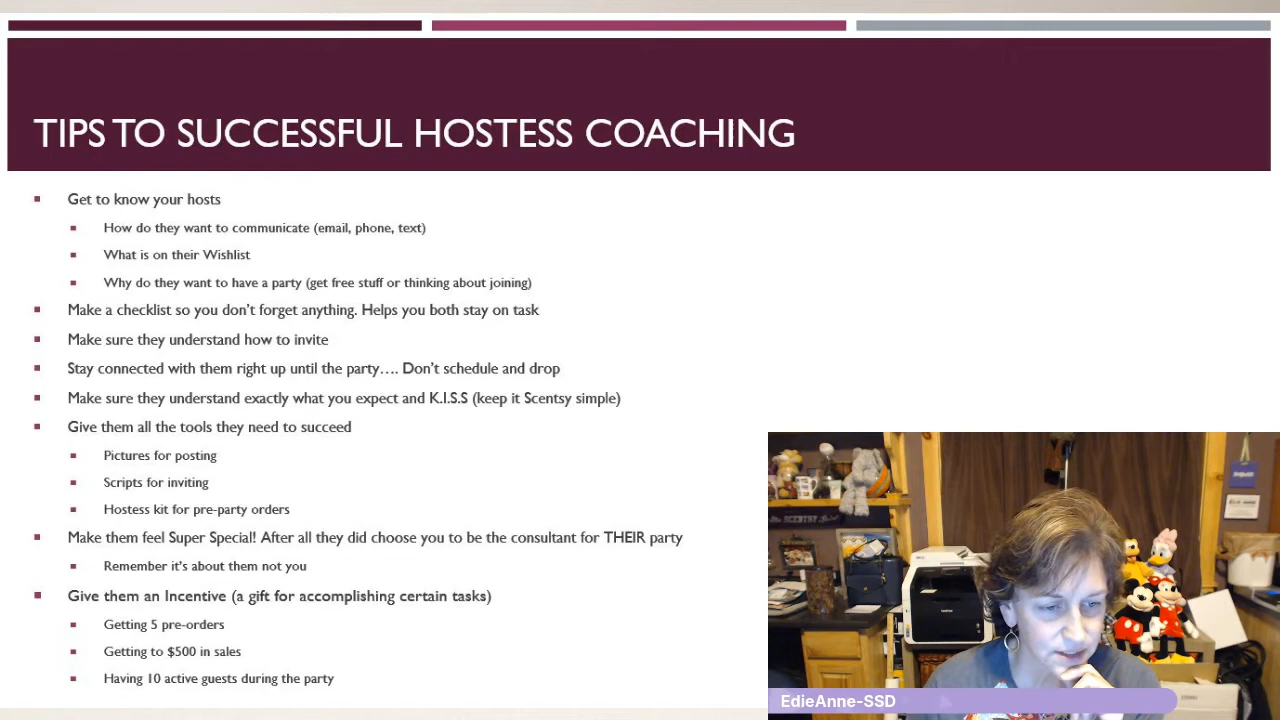 TIPS TO SUCCESSFUL HOSTESS COACHING
Get to know your hosts
How do they want to communicate (email, phone, text)
What is on their Wishlist
Why do they want to have a party (get free stuff or thinking about joining)
Make a checklist so you don't forget anything. Helps you both stay on task
Make sure they understand how to invite
Stay connected with them right up until the party…. Don't schedule and drop
Make sure they understand exactly what you expect and K.I.S.S (keep it Scentsy simple)
Give them all the tools they need to succeed
Pictures for posting
Scripts for inviting
Hostess kit for pre-party orders
Make them feel Super Special! After all they did choose you to be the consultant for THEIR party
Remember it's about them not you
Give them an Incentive (a gift for accomplishing certain tasks)
Getting 5 pre-orders
Getting to $500 in sales
Having 10 active guests during the party
EdieAnne-SSD